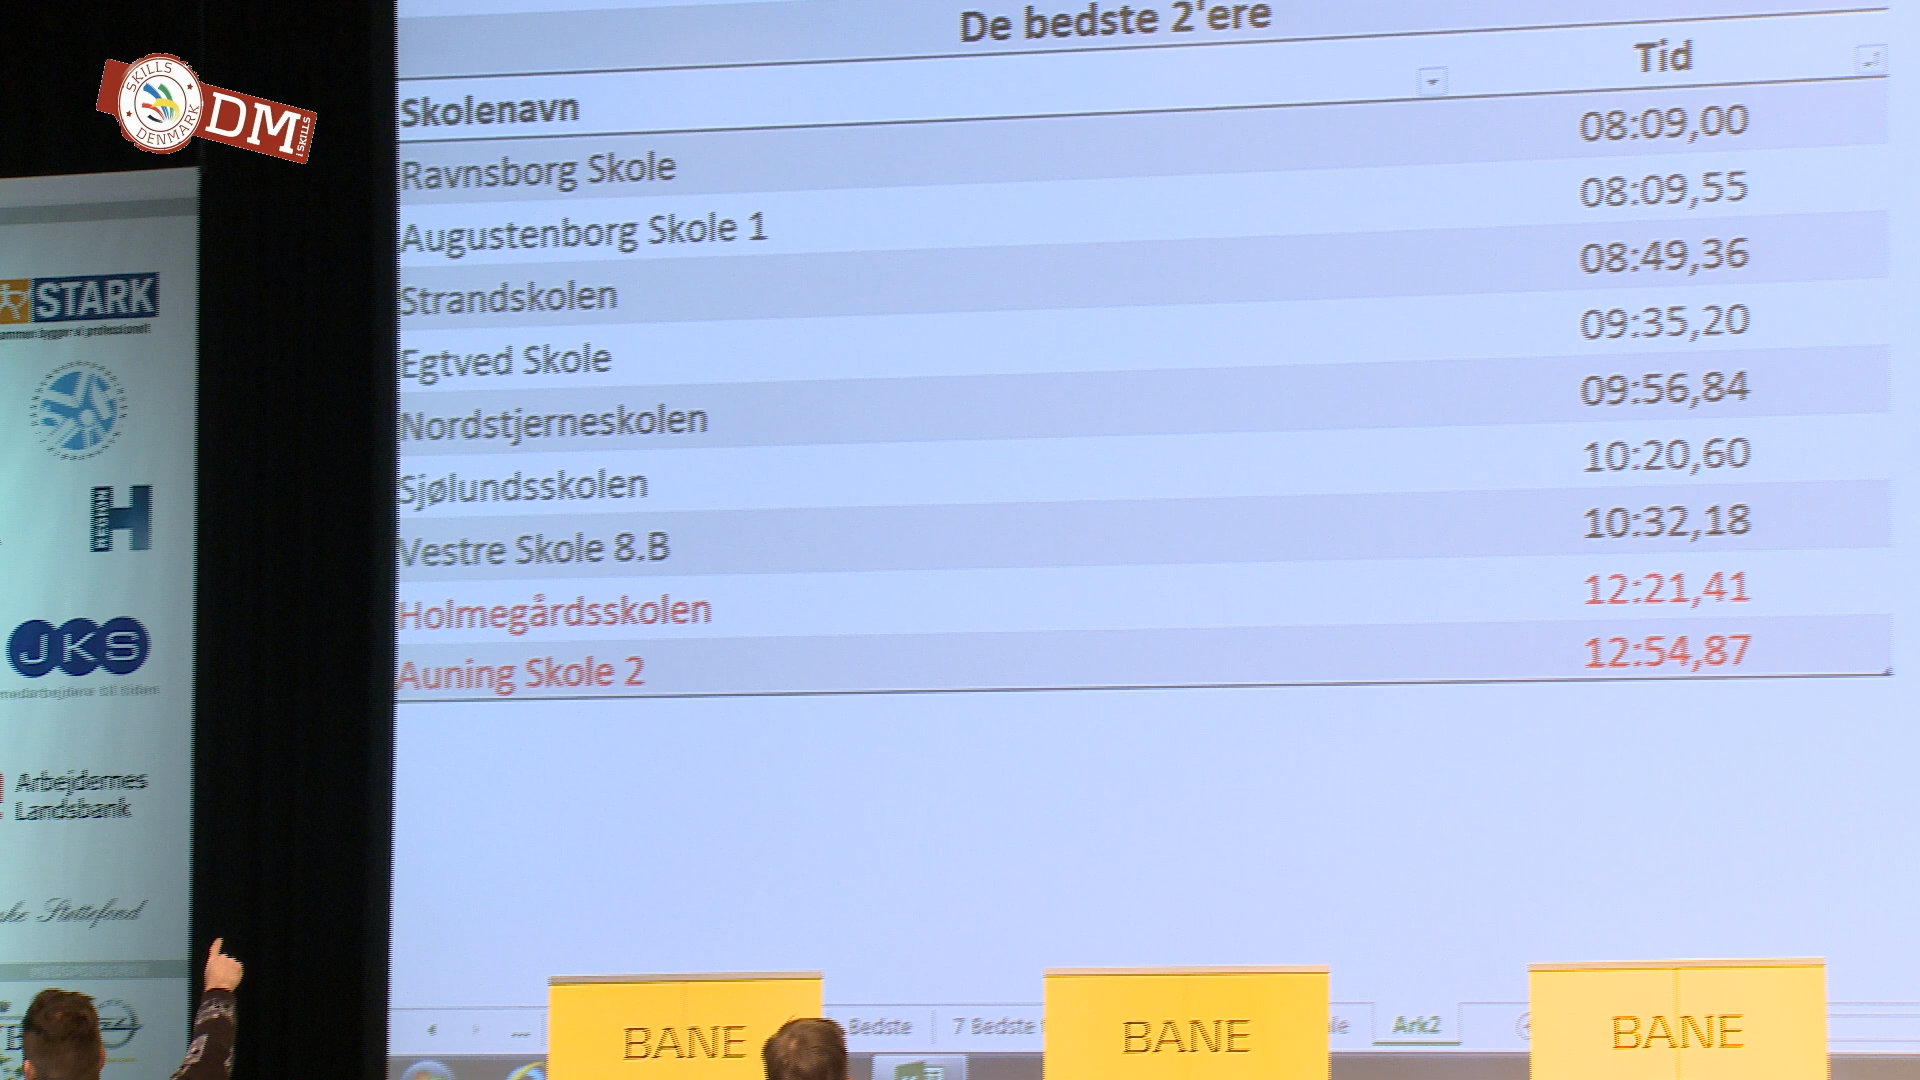 De bedste 2'ere
Skolenavn Tid
Ravnsborg Skole 08:09,00
Augustenborg Skole 1 08:09,55
Strandskolen 08:49,36
Egtved Skole 09:35,20
Nordstjerneskolen 09:56,84
Sjølundsskolen 10:20,60
Vestre Skole 8.B 10:32,18
Holmegårdsskolen 12:21,41
Auning Skole 2 12:54,87
SKILLS
DENMARK
DM
I SKILLS
STARK
H
JKS
Arbejdernes
Landsbank
Støttefond
... Bedste 7 Bedste Ark2
BANE BANE BANE